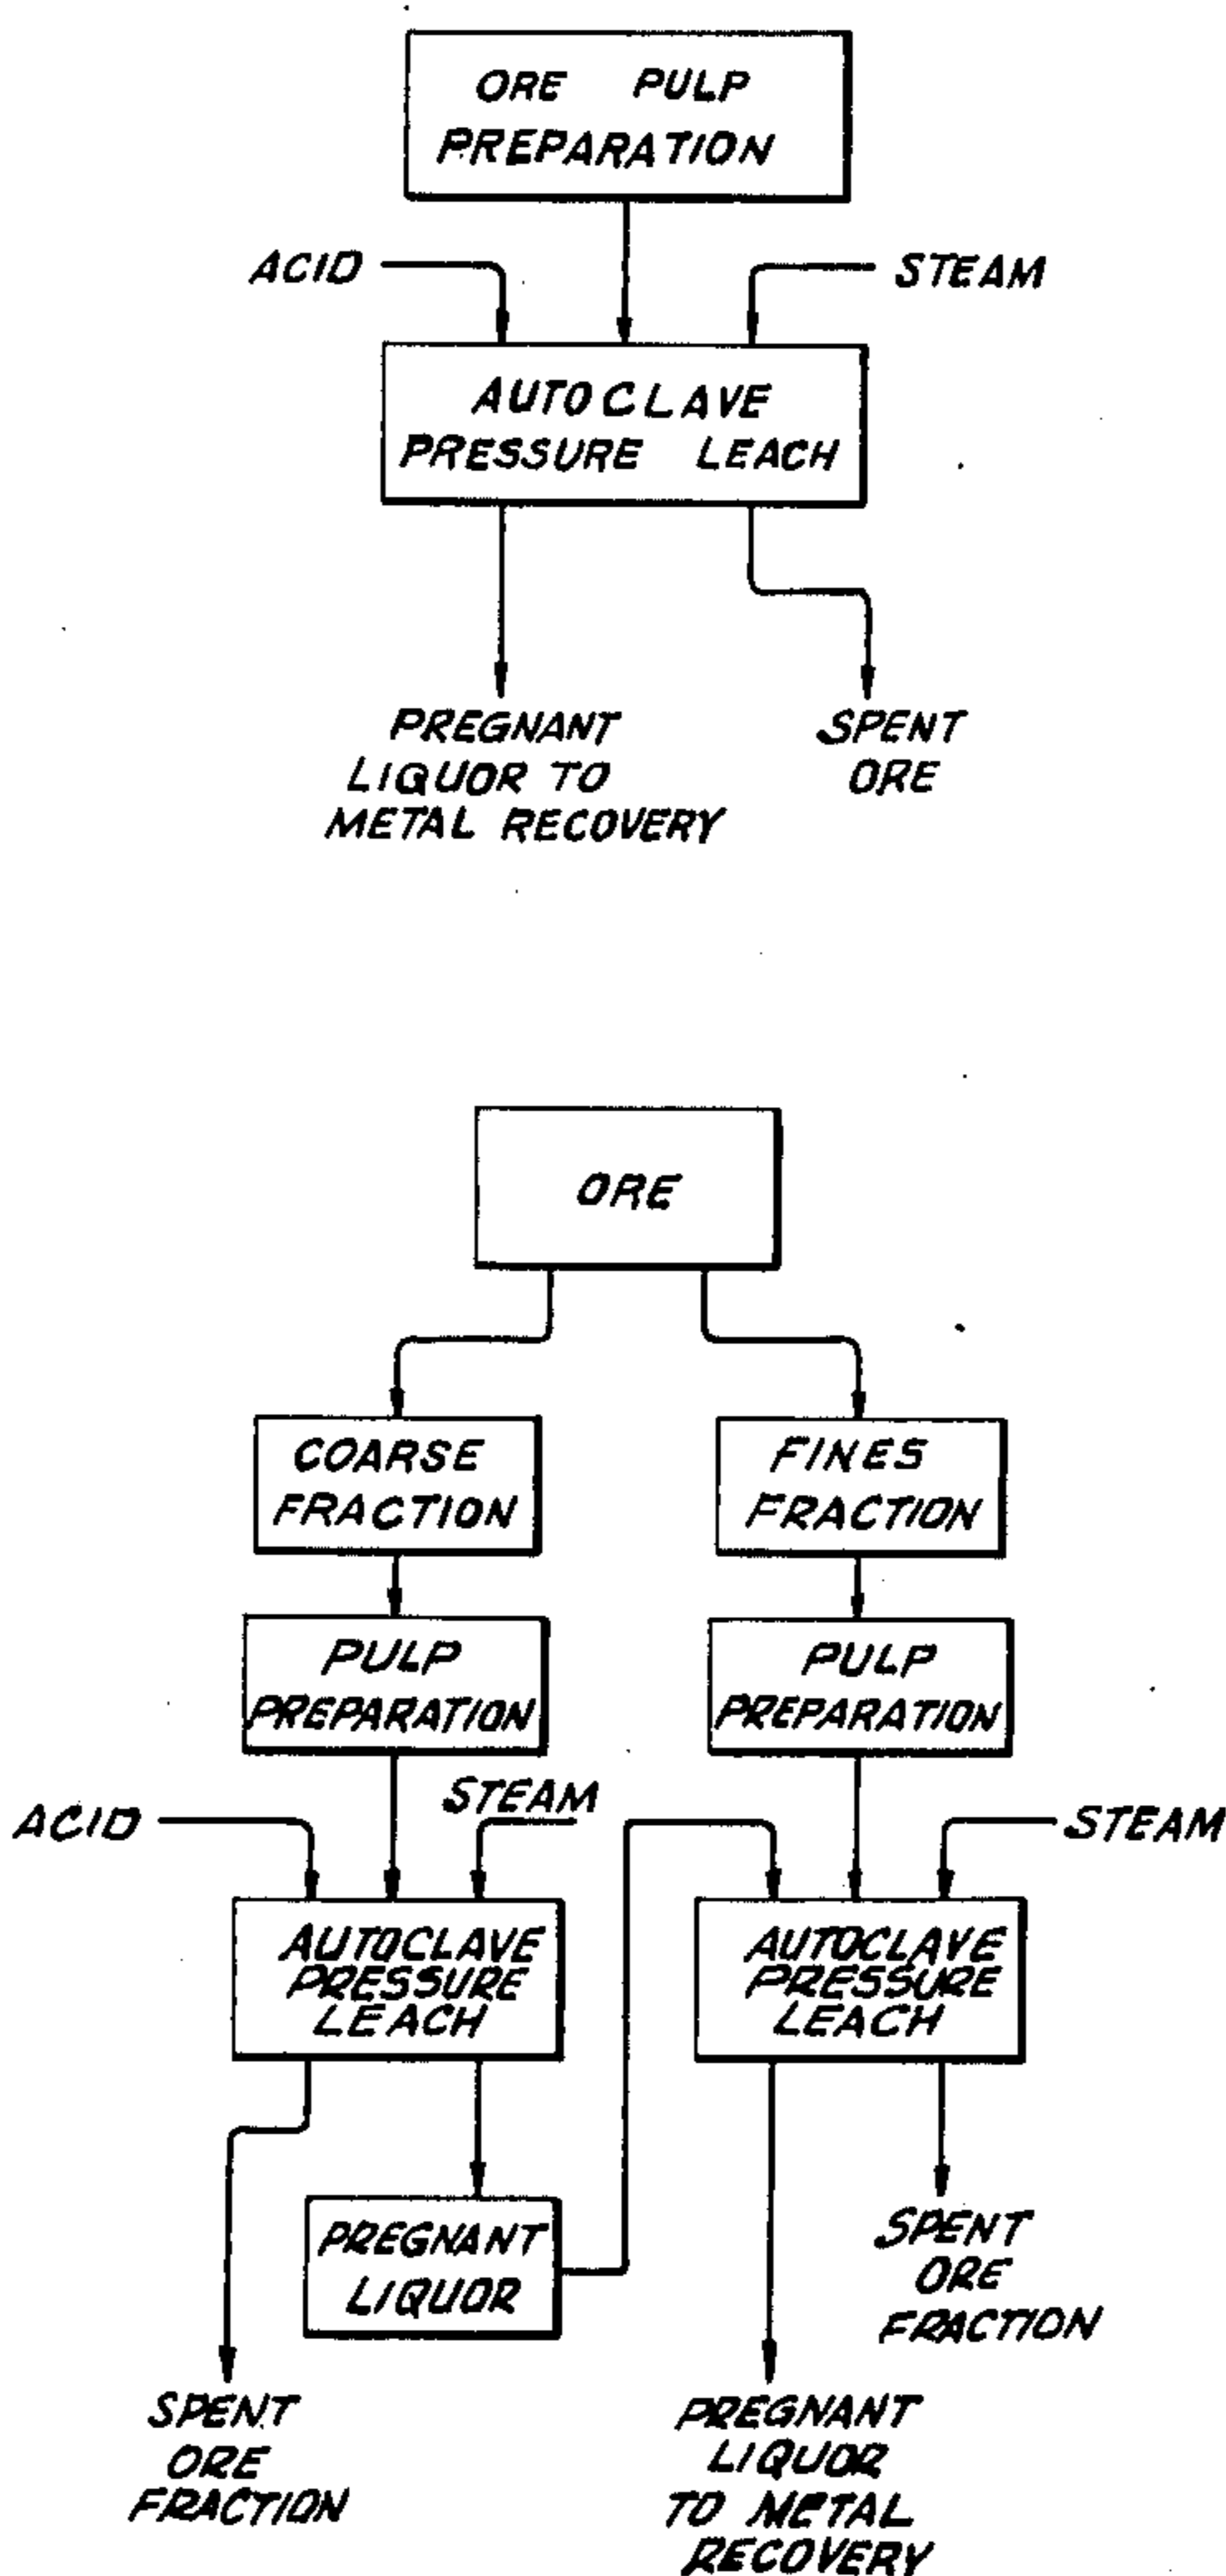 ORE PULP
PREPARATION
ACID
STEAM
AUTOCLAVE
PRESSURE LEACH
PREGNANT
LIQUOR TO
METAL RECOVERY
SPENT
ORE
ORE
COARSE
FRACTION
FINES
FRACTION
PULP
PREPARATION
PULP
PREPARATION
ACID
STEAM
STEAM
AUTOCLAVE
PRESSURE
LEACH
AUTOCLAVE
PRESSURE
LEACH
PREGNANT
LIQUOR
SPENT
ORE
FRACTION
SPENT
ORE
FRACTION
PREGNANT
LIQUOR
TO METAL
RECOVERY